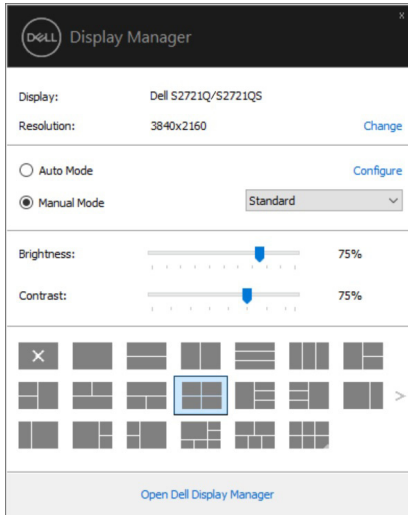 x
DELL Display Manager
Display: Dell S2721Q/S2721QS
Resolution: 3840x2160 Change
Auto Mode Configure
Manual Mode Standard
Brightness: 75%
Contrast: 75%
Open Dell Display Manager